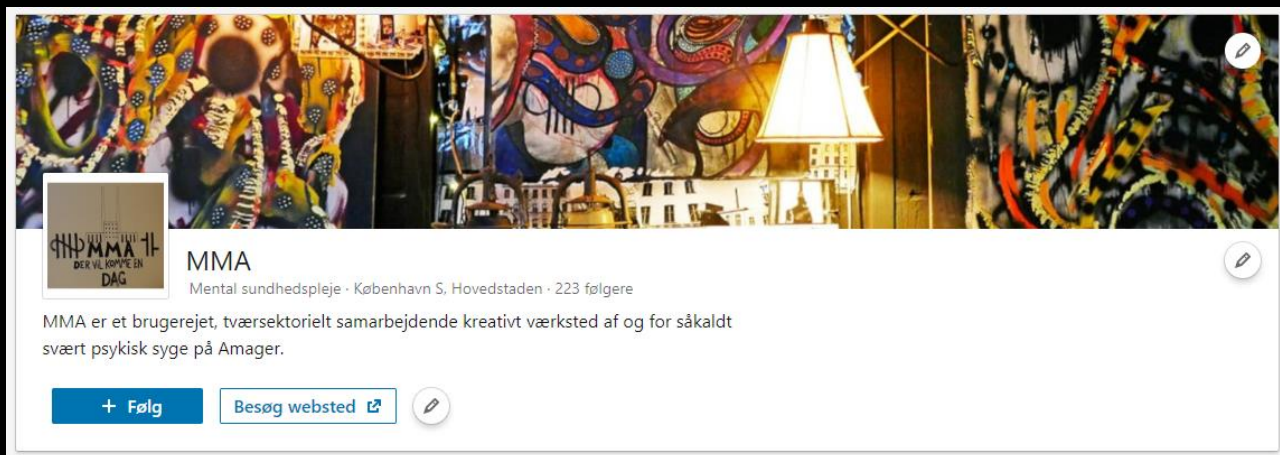 MMA
DER VIL KOMME EN
DAG
MMA
Mental sundhedspleje · København S, Hovedstaden · 223 følgere
MMA er et brugerejet, tværsektorielt samarbejdende kreativt værksted af og for såkaldt
svært psykisk syge på Amager.
+ Følg
Besøg websted